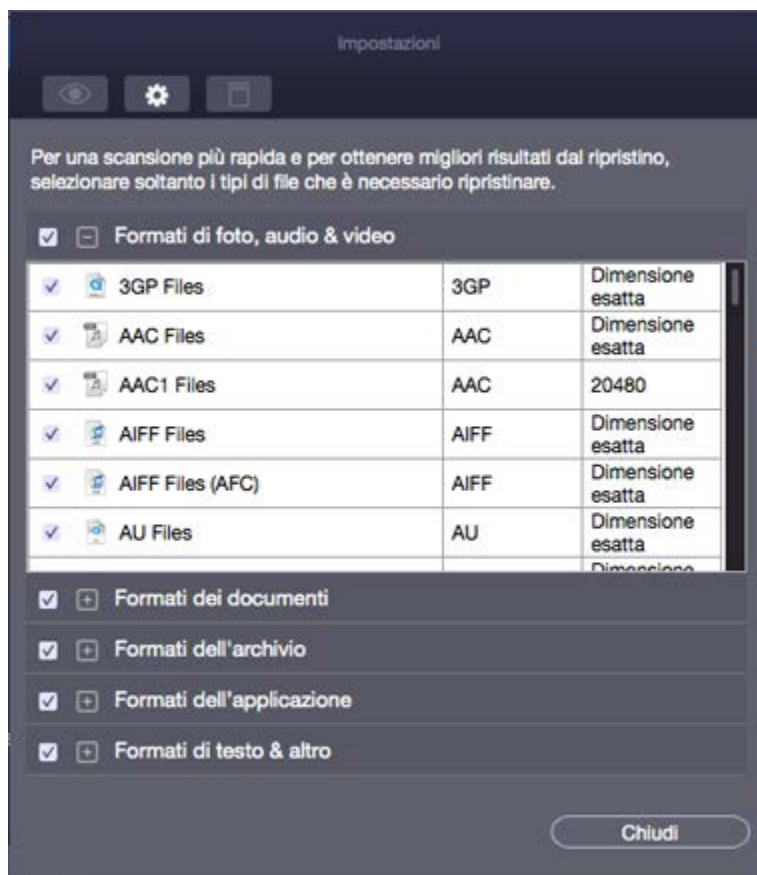 Impostazioni
Per una scansione più rapida e per ottenere migliori risultati dal ripristino,
selezionare soltanto i tipi di file che è necessario ripristinare.
Formati di foto, audio & video
3GP Files 3GP Dimensione esatta
AAC Files AAC Dimensione esatta
AAC1 Files AAC 20480
AIFF Files AIFF Dimensione esatta
AIFF Files (AFC) AIFF Dimensione esatta
AU Files AU Dimensione esatta
Dimensione
Formati dei documenti
Formati dell'archivio
Formati dell'applicazione
Formati di testo & altro
Chiudi